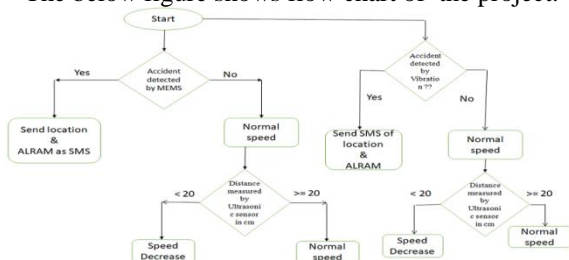 The below figure shows flow chart of the project.
Start
Accident
detected
by MEMS
Yes
No
Send location
&
ALRAM as SMS
Normal
speed
Distance
measured
by
Ultrasoni
c sensor
in cm
< 20
>= 20
Speed
Decrease
Normal
speed
Accident
detected
by
Vibratio
n ??
Yes
No
Send SMS of
location
&
ALRAM
Normal
speed
Distance
measured
by
Ultrasoni
c sensor
in cm
< 20
>= 20
Speed
Decrease
Normal
speed